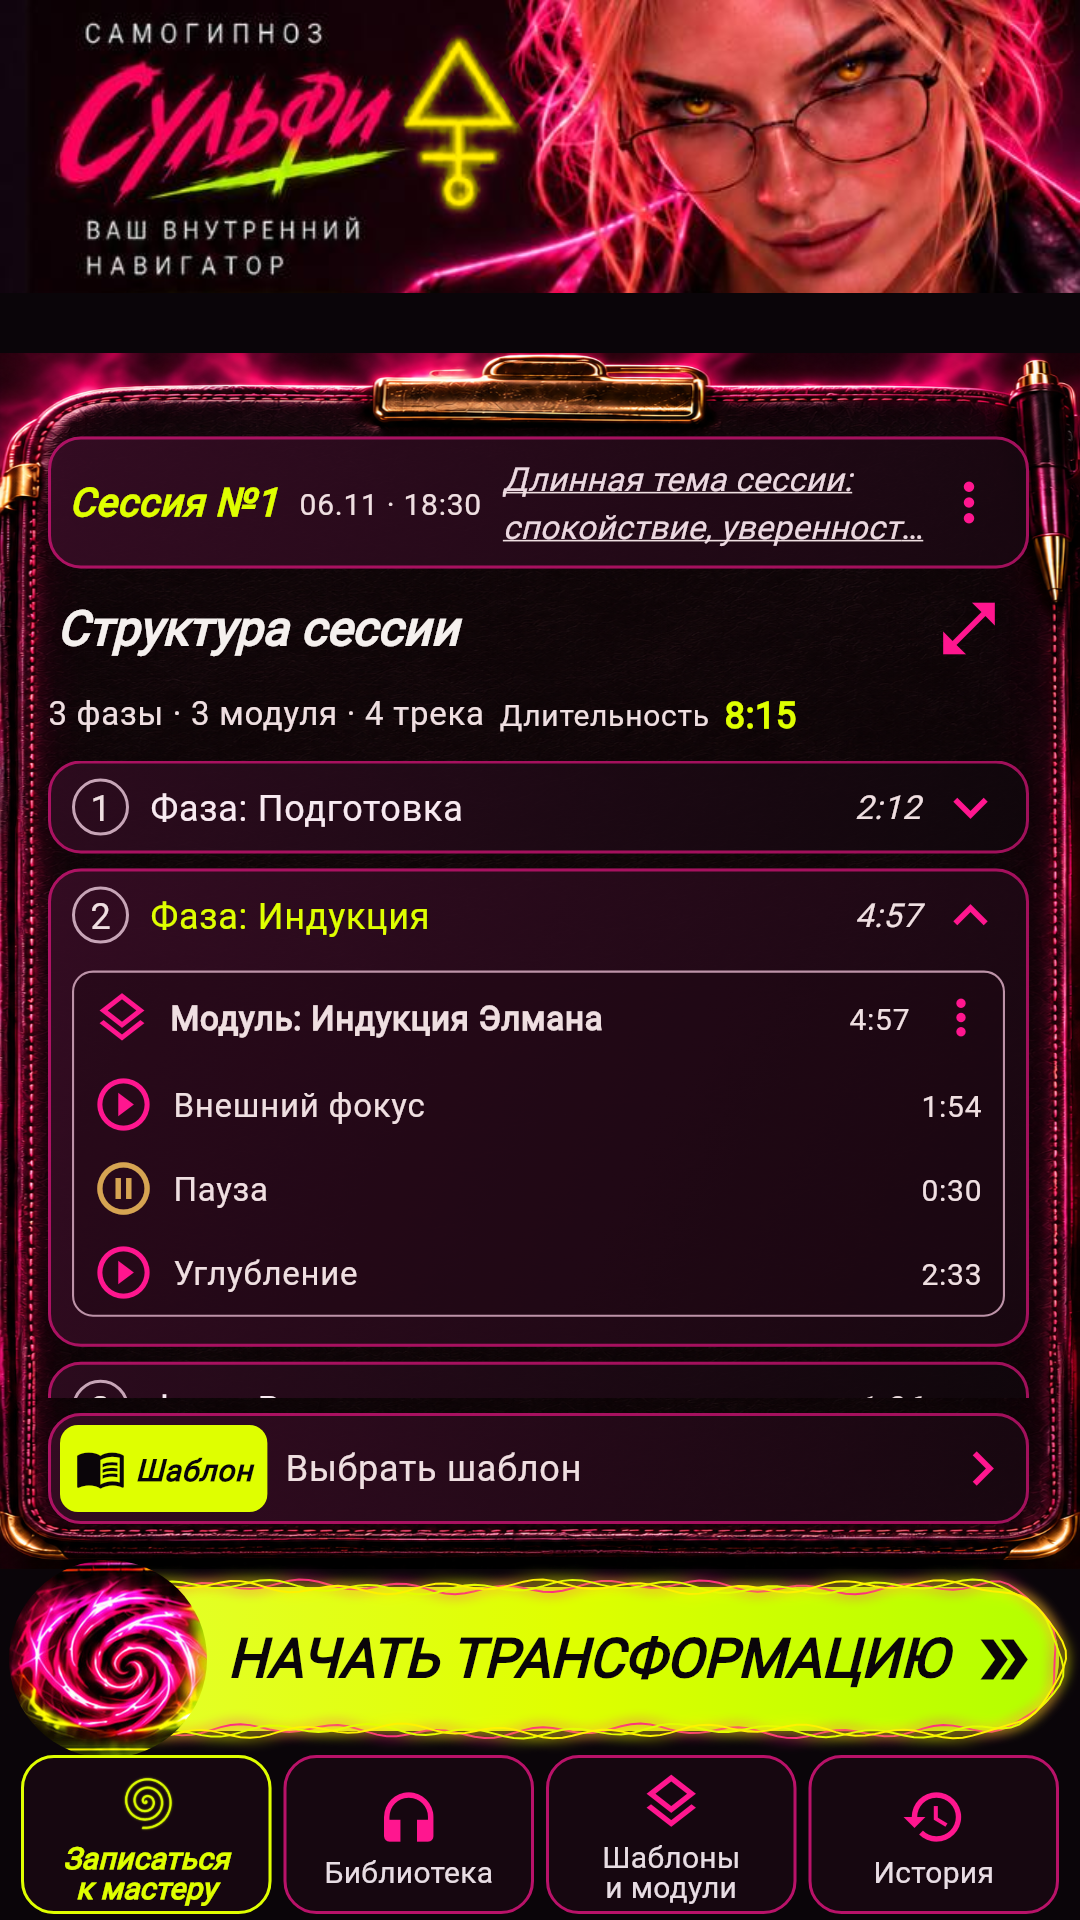 САМОГИПНОЗ
Сульфи
ВАШ ВНУТРЕННИЙ
НАВИГАТОР
Сессия №1 06.11 · 18:30 Длинная тема сессии:
спокойствие, уверенност…
Структура сессии
3 фазы · 3 модуля · 4 трека Длительность 8:15
1 Фаза: Подготовка 2:12
2 Фаза: Индукция 4:57
Модуль: Индукция Элмана 4:57
Внешний фокус 1:54
Пауза 0:30
Углубление 2:33
Шаблон Выбрать шаблон
НАЧАТЬ ТРАНСФОРМАЦИЮ »
Записаться
к мастеру
Библиотека
Шаблоны
и модули
История